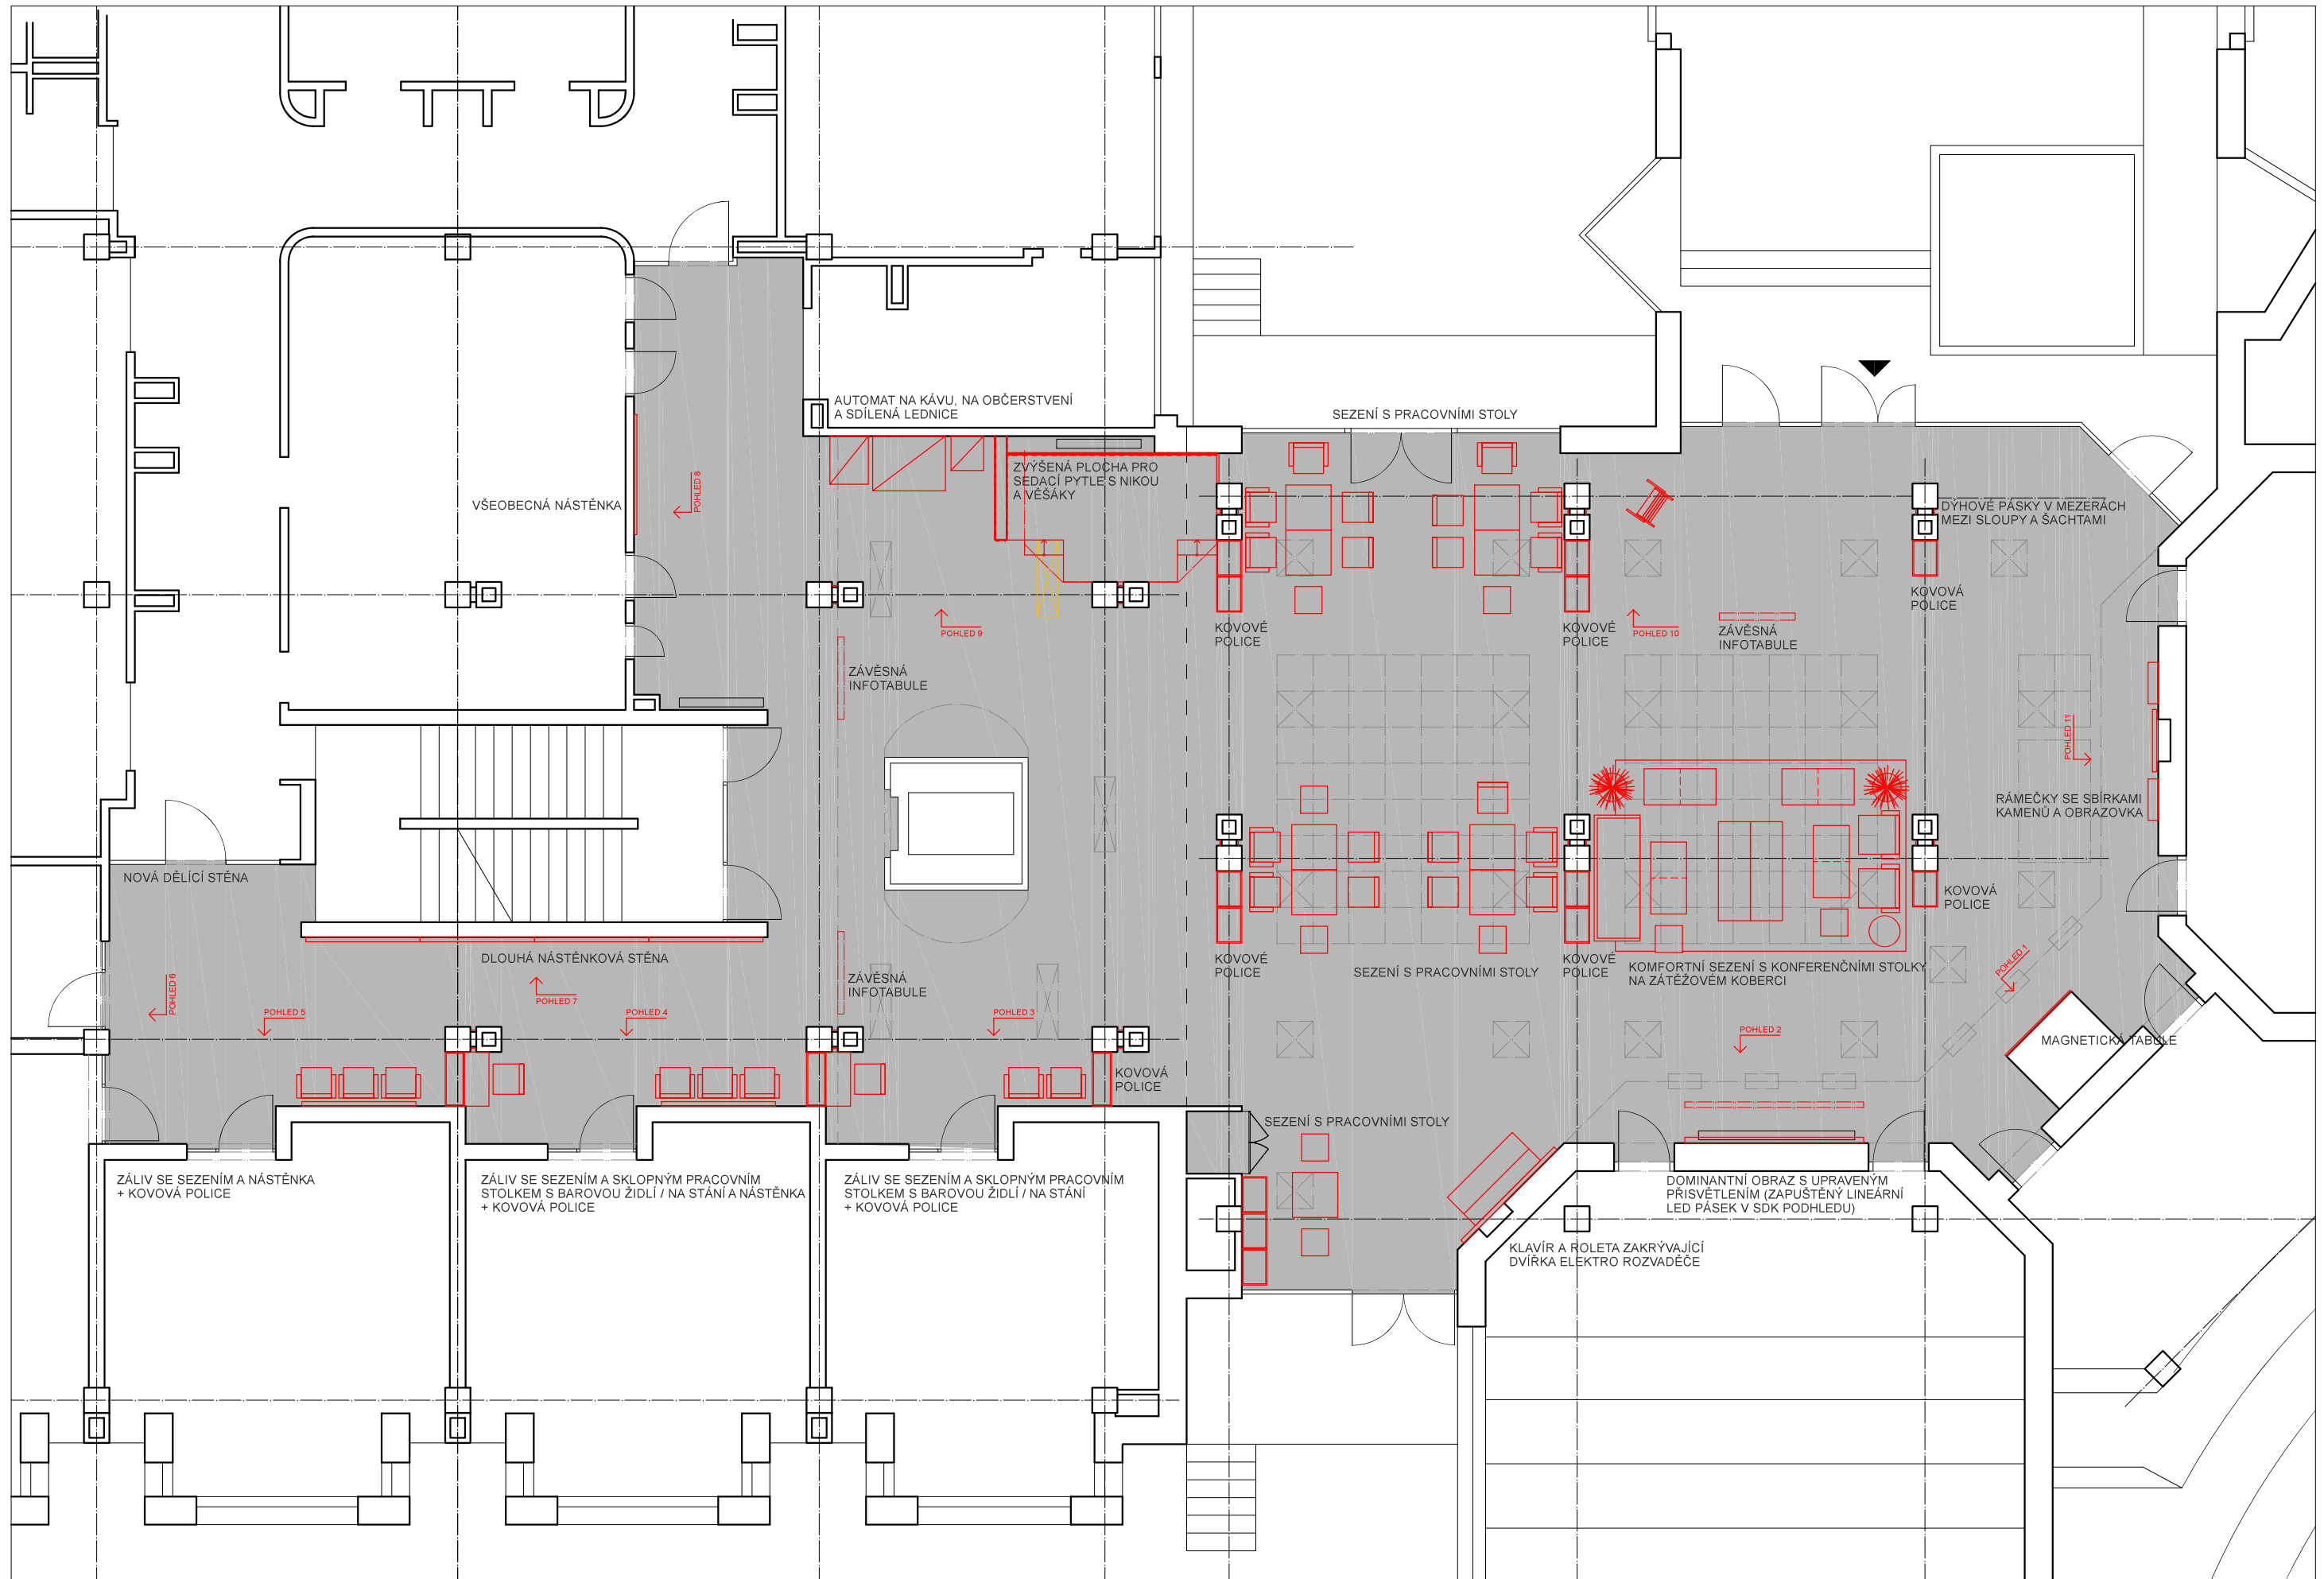 AUTOMAT NA KÁVU, NA OBČERSTVENÍ
A SDÍLENÁ LEDNICE
SEZENÍ S PRACOVNÍMI STOLY
ZVÝŠENÁ PLOCHA PRO
SEDACÍ PYTLE S NIKOU
A VĚŠÁKY
POHLED 8
VŠEOBECNÁ NÁSTĚNKA
DÝHOVÉ PÁSKY V MEZERÁCH
MEZI SLOUPY A ŠACHTAMI
KOVOVÁ
POLICE
POHLED 9
KOVOVÉ
POLICE
KOVOVÉ
POLICE
POHLED 10
ZÁVĚSNÁ
INFOTABULE
ZÁVĚSNÁ
INFOTABULE
POHLED 11
RÁMEČKY SE SBÍRKAMI
KAMENŮ A OBRAZOVKA
NOVÁ DĚLÍCÍ STĚNA
KOVOVÁ
POLICE
DLOUHÁ NÁSTĚNKOVÁ STĚNA
KOVOVÉ
POLICE
SEZENÍ S PRACOVNÍMI STOLY
KOVOVÉ
POLICE
KOMFORTNÍ SEZENÍ S KONFERENČNÍMI STOLKY
NA ZÁTĚŽOVÉM KOBERCI
POHLED 1
ZÁVĚSNÁ
INFOTABULE
POHLED 6
POHLED 7
POHLED 5
POHLED 4
POHLED 3
POHLED 2
MAGNETICKÁ TABULE
KOVOVÁ
POLICE
SEZENÍ S PRACOVNÍMI STOLY
ZÁLIV SE SEZENÍM A NÁSTĚNKA
+ KOVOVÁ POLICE
ZÁLIV SE SEZENÍM A SKLOPNÝM PRACOVNÍM
STOLKEM S BAROVOU ŽIDLÍ / NA STÁNÍ A NÁSTĚNKA
+ KOVOVÁ POLICE
ZÁLIV SE SEZENÍM A SKLOPNÝM PRACOVNÍM
STOLKEM S BAROVOU ŽIDLÍ / NA STÁNÍ
+ KOVOVÁ POLICE
DOMINANTNÍ OBRAZ S UPRAVENÝM
PŘISVĚTLENÍM (ZAPUŠTĚNÝ LINEÁRNÍ
LED PÁSEK V SDK PODHLEDU)
KLAVÍR A ROLETA ZAKRÝVAJÍCÍ
DVÍŘKA ELEKTRO ROZVADĚČE